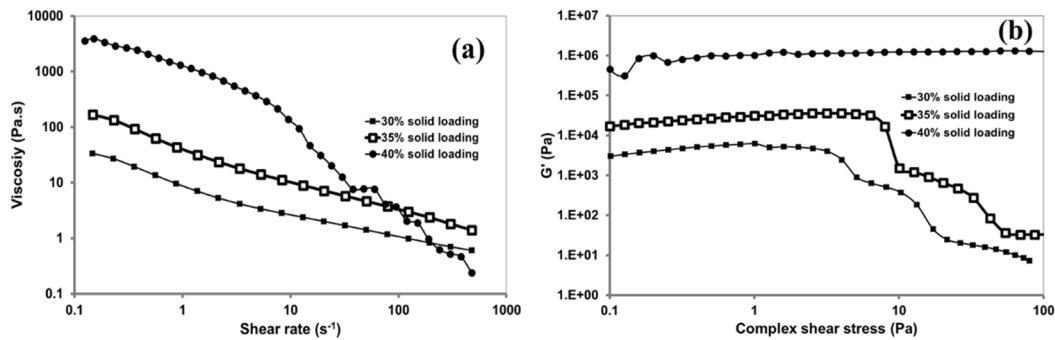 10000
1000
100
10
1
0.1
Viscosiy (Pa.s)
(a)
30% solid loading
35% solid loading
40% solid loading
0.1 1 10 100 1000
Shear rate (s-1)
1.E+07
1.E+06
1.E+05
1.E+04
1.E+03
1.E+02
1.E+01
1.E+00
G' (Pa)
(b)
30% solid loading
35% solid loading
40% solid loading
0.1 1 10 100
Complex shear stress (Pa)